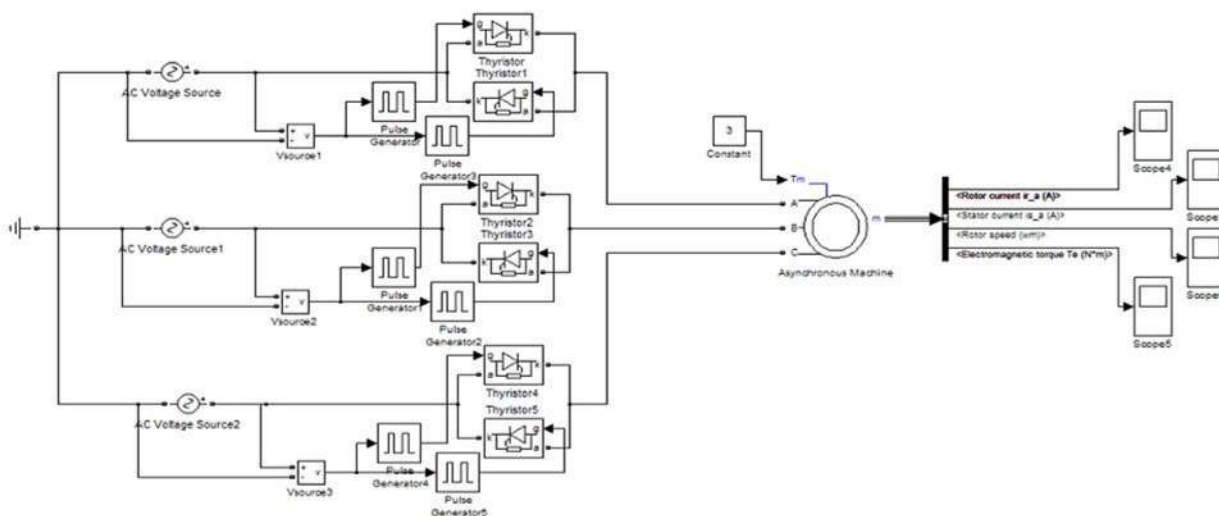 g
k
a
Thyristor
Thyristor1
k
g
a
AC Voltage Source
+
-
v
Vsource1
Pulse
Generator
Pulse
Generator3
g
k
a
Thyristor2
Thyristor3
k
g
a
AC Voltage Source1
+
-
v
Vsource2
Pulse
Generator1
Pulse
Generator2
g
k
a
Thyristor4
Thyristor5
k
g
a
AC Voltage Source2
+
-
v
Vsource3
Pulse
Generator4
Pulse
Generator5
3
Constant
Tm
A
B
C
m
Asynchronous Machine
<Rotor current ir_a (A)>
<Stator current is_a (A)>
<Rotor speed (wm)>
<Electromagnetic torque Te (N*m)>
Scope4
Scope5